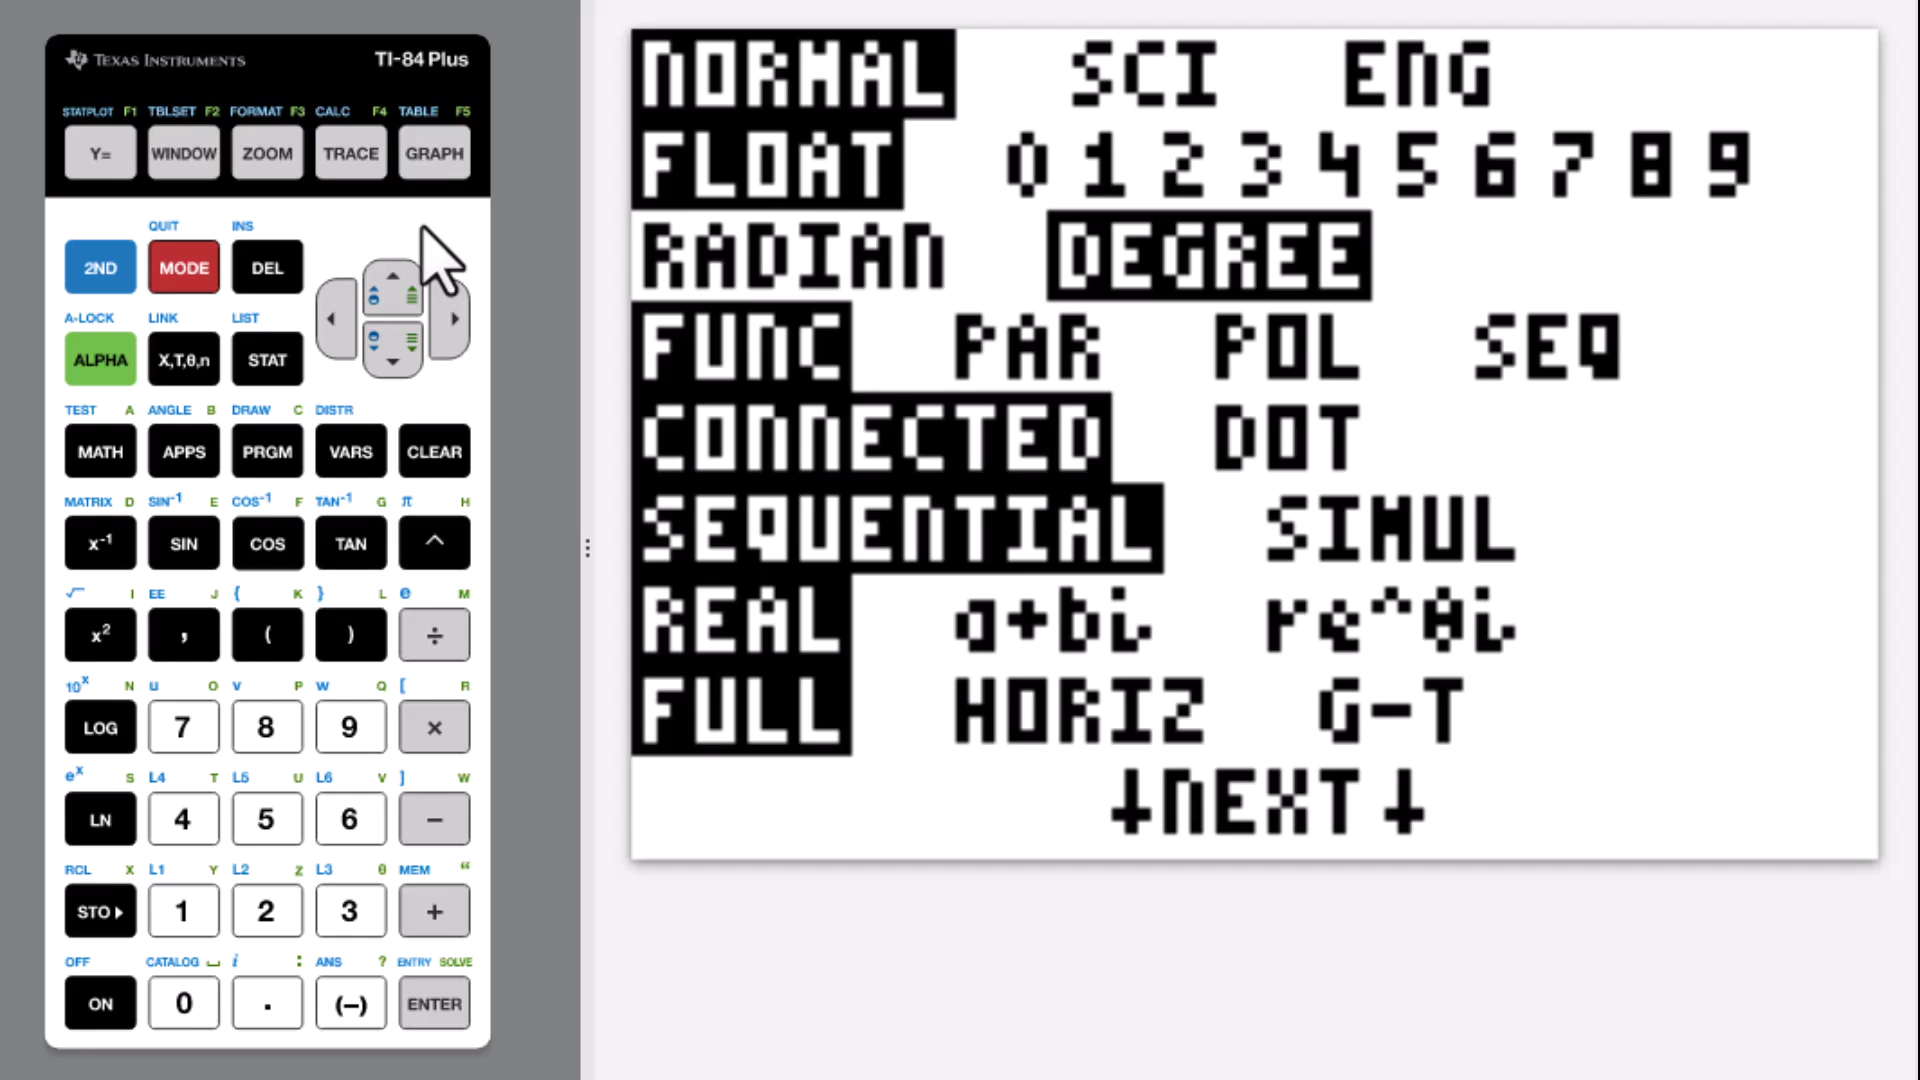 TEXAS INSTRUMENTS TI-84 Plus
STATPLOT F1 TBLSET F2 FORMAT F3 CALC F4 TABLE F5
Y= WINDOW ZOOM TRACE GRAPH
QUIT INS
2ND MODE DEL
A-LOCK LINK LIST
ALPHA X,T,θ,n STAT
TEST A ANGLE B DRAW C DISTR
MATH APPS PRGM VARS CLEAR
MATRIX D SIN⁻¹ E COS⁻¹ F TAN⁻¹ G π H
x⁻¹ SIN COS TAN ^
√ I EE J { K } L e M
x² , ( ) ÷
10ˣ N u O v P w Q [ R
LOG 7 8 9 ×
eˣ S L4 T L5 U L6 V ] W
LN 4 5 6 −
RCL X L1 Y L2 Z L3 θ MEM “
STO▸ 1 2 3 +
OFF CATALOG ⎵ i : ANS ? ENTRY SOLVE
ON 0 . (−) ENTER
NORMAL SCI ENG
FLOAT 0 1 2 3 4 5 6 7 8 9
RADIAN DEGREE
FUNC PAR POL SEQ
CONNECTED DOT
SEQUENTIAL SIMUL
REAL a+bi re^θi
FULL HORIZ G-T
↓NEXT↓